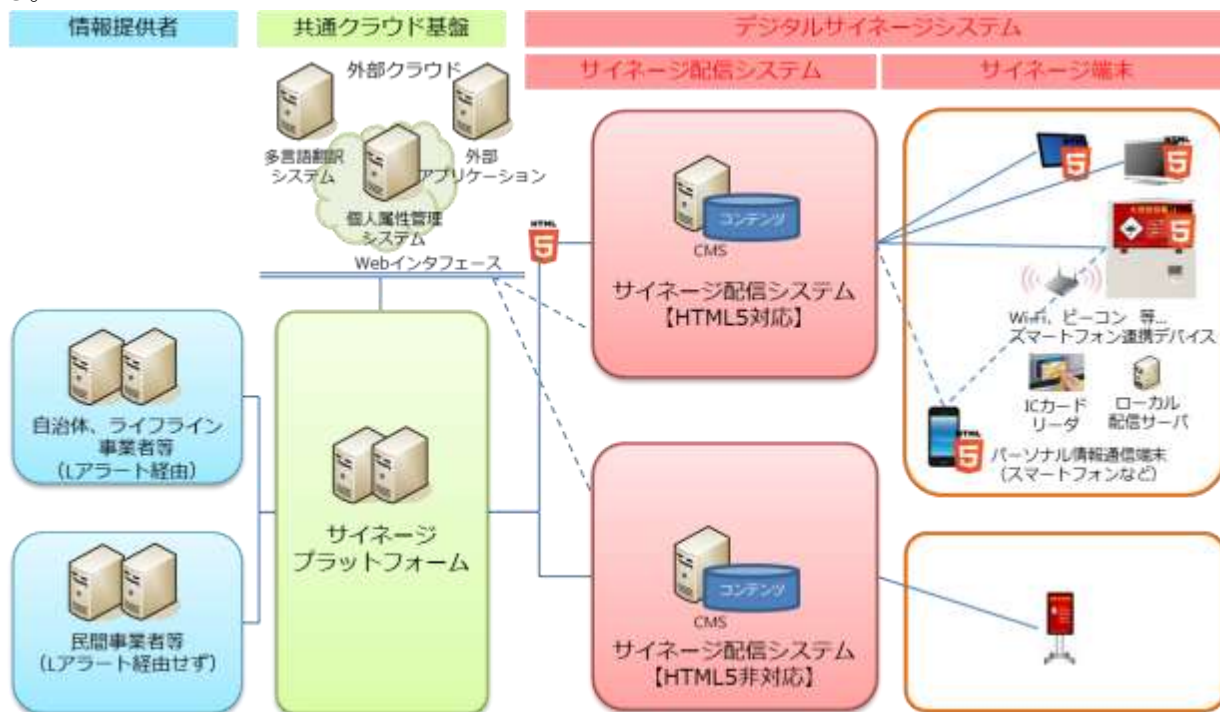 情報提供者
共通クラウド基盤
デジタルサイネージシステム
サイネージ配信システム
サイネージ端末
外部クラウド
多言語翻訳
システム
外部
アプリケーション
個人属性管理
システム
Webインタフェース
自治体、ライフライン
事業者等
(Lアラート経由)
民間事業者等
(Lアラート経由せず)
サイネージ
プラットフォーム
HTML
5
コンテンツ
CMS
サイネージ配信システム
【HTML5対応】
コンテンツ
CMS
サイネージ配信システム
【HTML5非対応】
HTML
5
HTML
5
HTML
5
Wi-Fi、ビーコン 等...
スマートフォン連携デバイス
ICカード
リーダ
ローカル
配信サーバ
HTML
5
パーソナル情報通信端末
(スマートフォンなど)